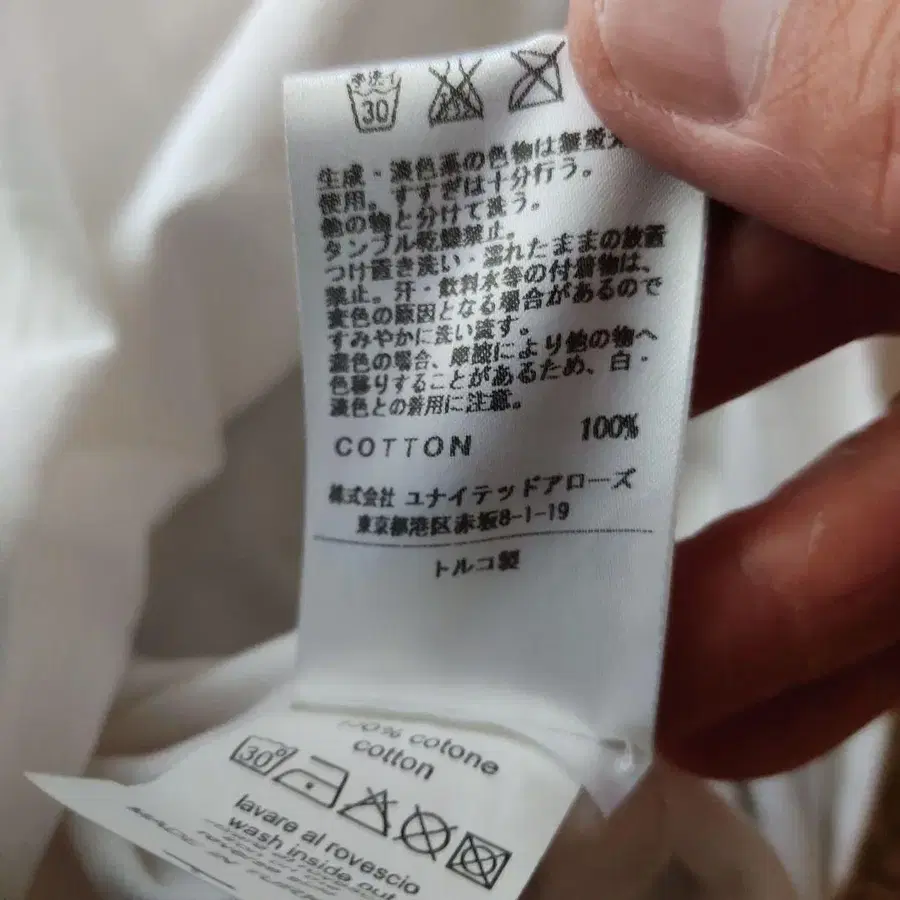 手洗イ
30
生成・淡色系の色物は無蛍光
使用。すすぎは十分行う。
他の物と分けて洗う。
タンブル乾燥禁止。
つけ置き洗い・濡れたままの放置
禁止。汗・飲料水等の付着物は、
変色の原因となる場合があるので
すみやかに洗い流す。
濃色の場合、摩擦により他の物へ
色移りすることがあるため、白・
淡色との着用に注意。
COTTON 100%
株式会社 ユナイテッドアローズ
東京都港区赤坂8-1-19
トルコ製
100% cotone
cotton
30°
lavare al rovescio
wash inside out
MADE IN